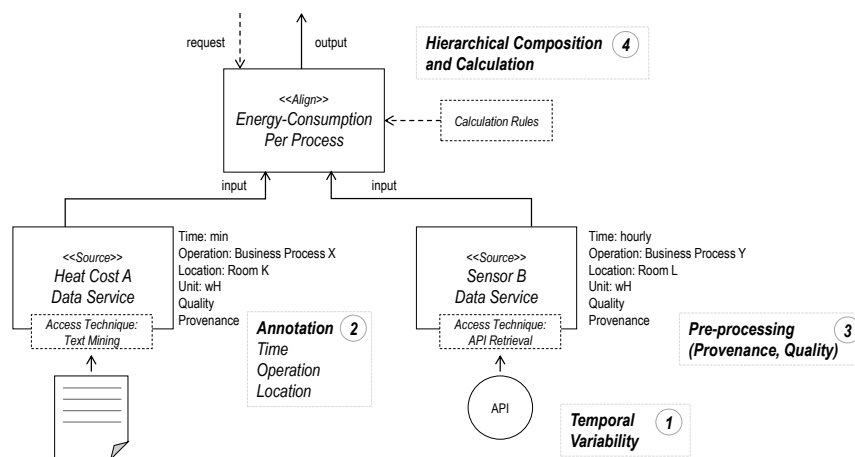 request
output
Hierarchical Composition
and Calculation
4
<<Align>>
Energy-Consumption
Per Process
Calculation Rules
input
input
<<Source>>
Heat Cost A
Data Service
Access Technique:
Text Mining
Time: min
Operation: Business Process X
Location: Room K
Unit: wH
Quality
Provenance
Annotation
2
Time
Operation
Location
<<Source>>
Sensor B
Data Service
Access Technique:
API Retrieval
Time: hourly
Operation: Business Process Y
Location: Room L
Unit: wH
Quality
Provenance
Pre-processing
(Provenance, Quality)
3
API
Temporal
Variability
1